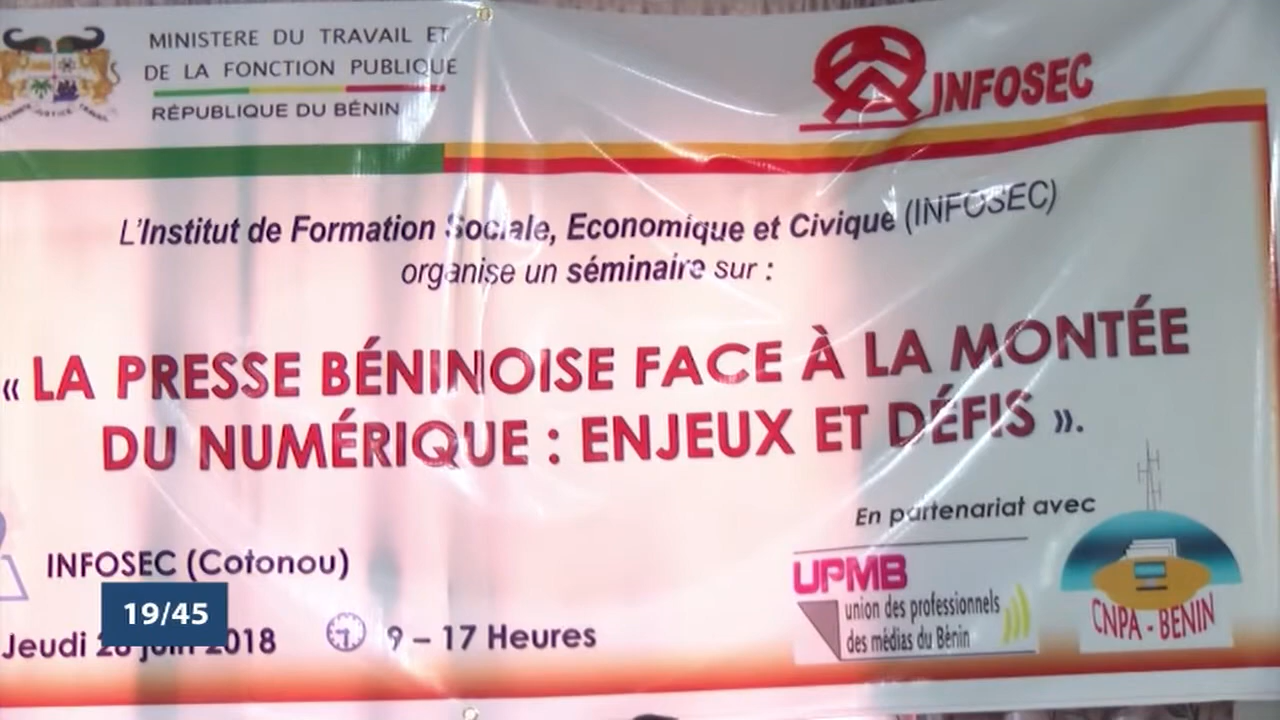 MINISTERE DU TRAVAIL ET
DE LA FONCTION PUBLIQUE
RÉPUBLIQUE DU BÉNIN
INFOSEC
L'Institut de Formation Sociale, Economique et Civique (INFOSEC)
organise un séminaire sur :
« LA PRESSE BÉNINOISE FACE À LA MONTÉE
DU NUMÉRIQUE : ENJEUX ET DÉFIS ».
En partenariat avec
INFOSEC (Cotonou)
19/45
Jeudi juin 2018
9 – 17 Heures
UPMB
union des professionnels
des médias du Bénin
CNPA - BENIN